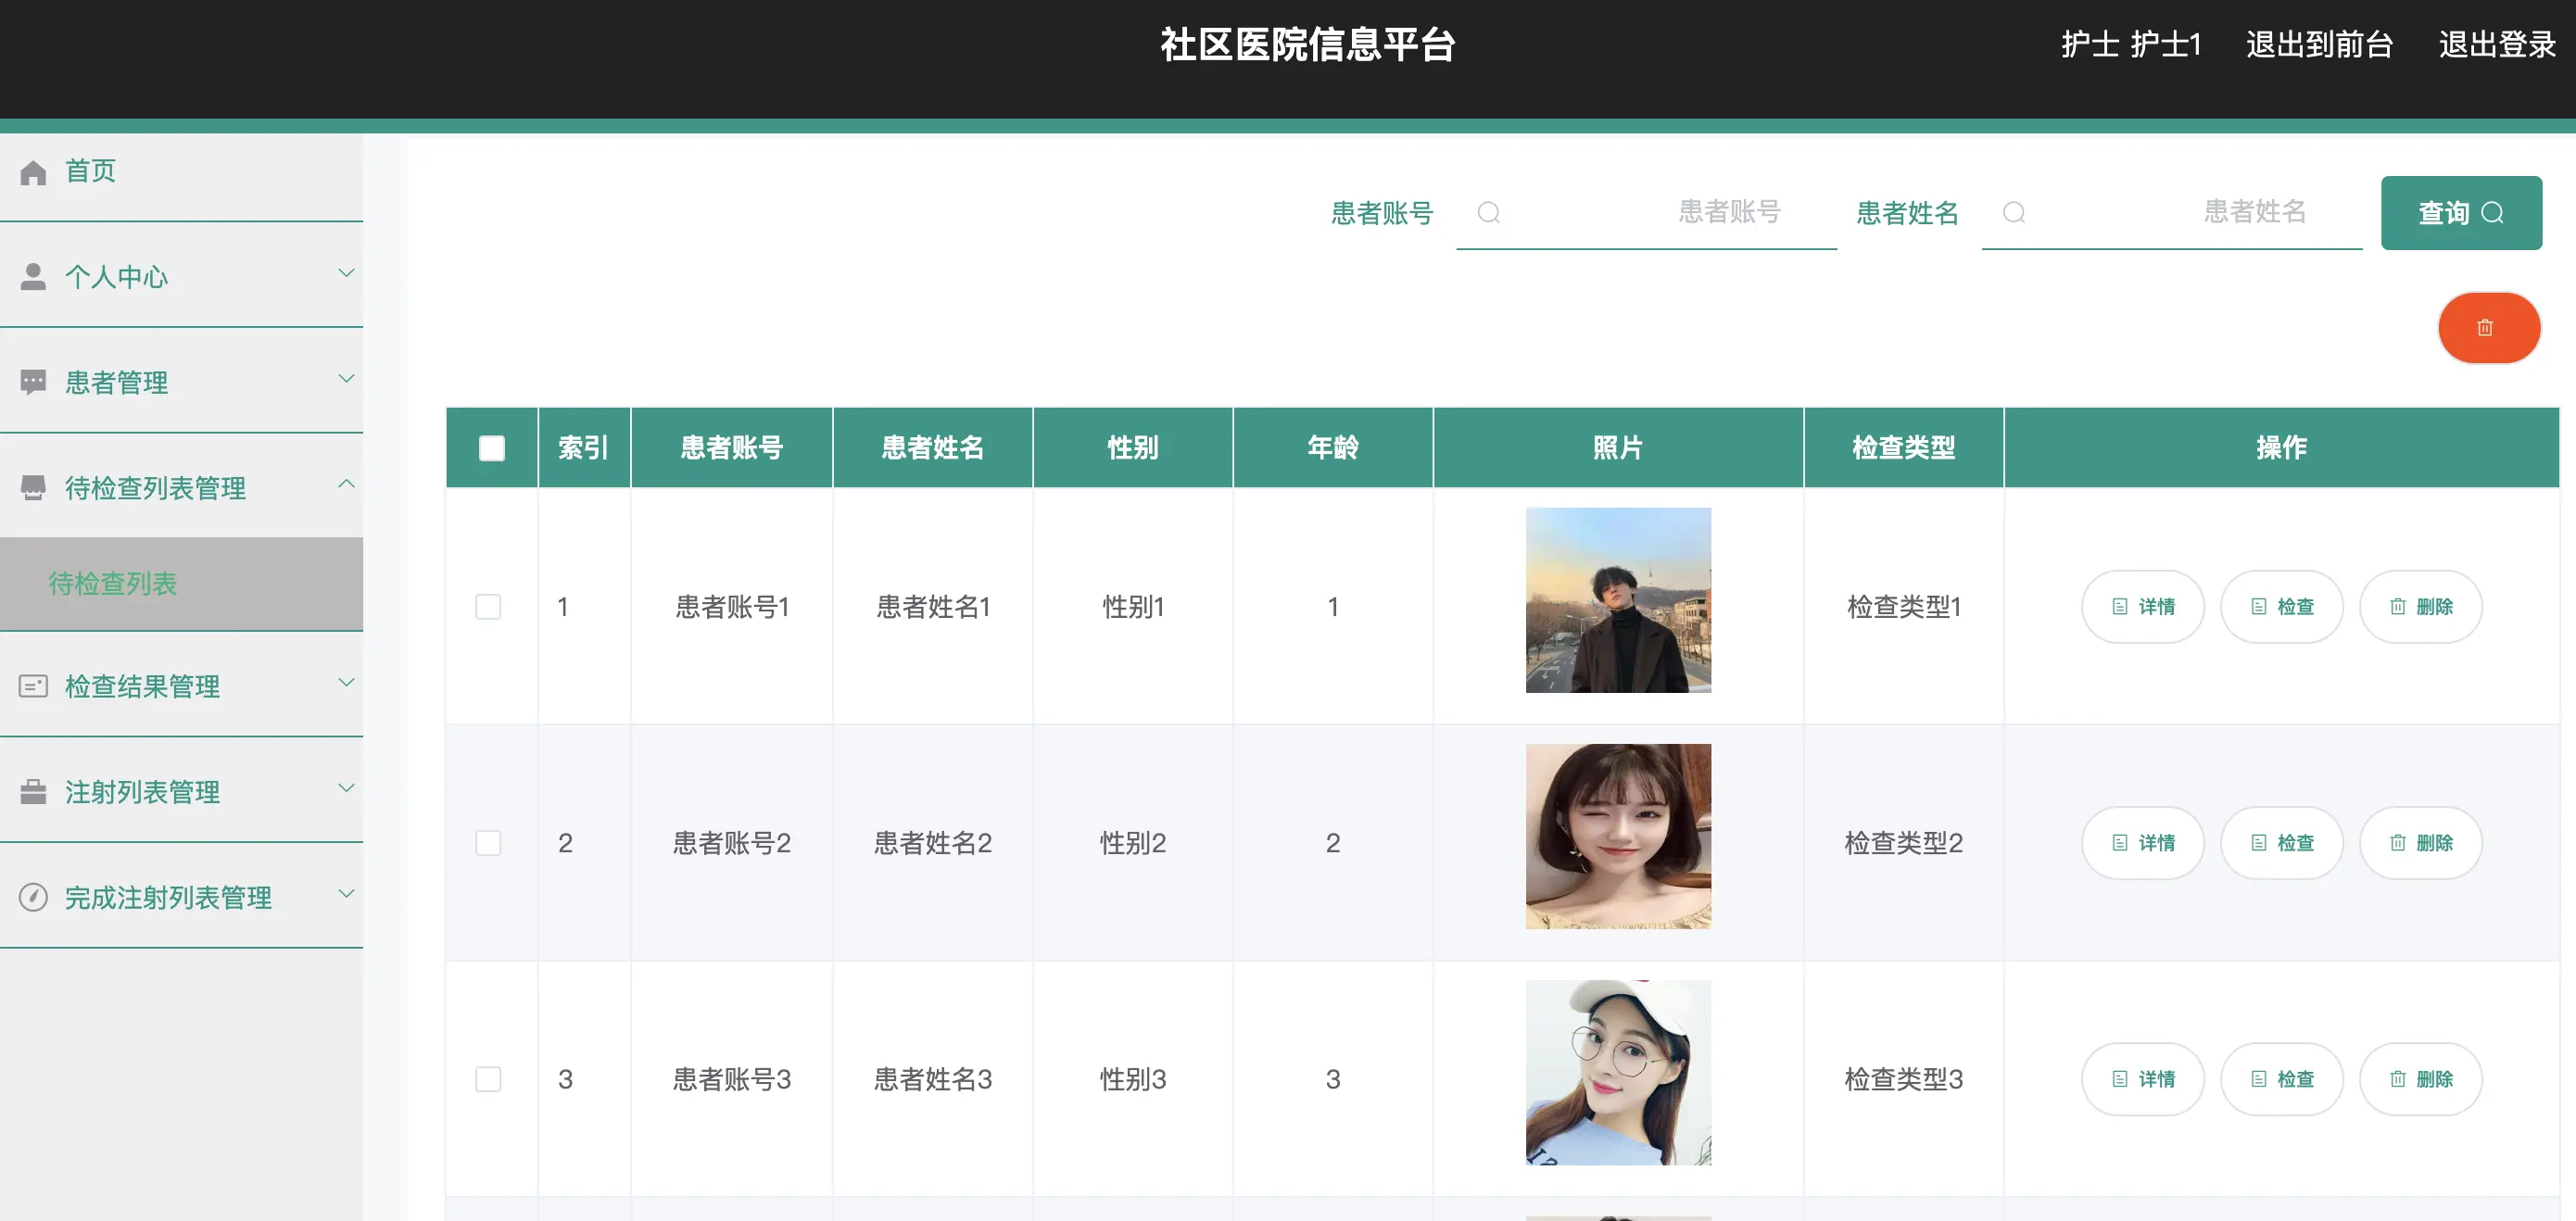 社区医院信息平台
护士 护士1 退出到前台 退出登录
首页
个人中心
患者管理
待检查列表管理
待检查列表
检查结果管理
注射列表管理
完成注射列表管理
患者账号 患者账号 患者姓名 患者姓名 查询
索引 患者账号 患者姓名 性别 年龄 照片 检查类型 操作
1 患者账号1 患者姓名1 性别1 1 检查类型1 详情 检查 删除
2 患者账号2 患者姓名2 性别2 2 检查类型2 详情 检查 删除
3 患者账号3 患者姓名3 性别3 3 检查类型3 详情 检查 删除